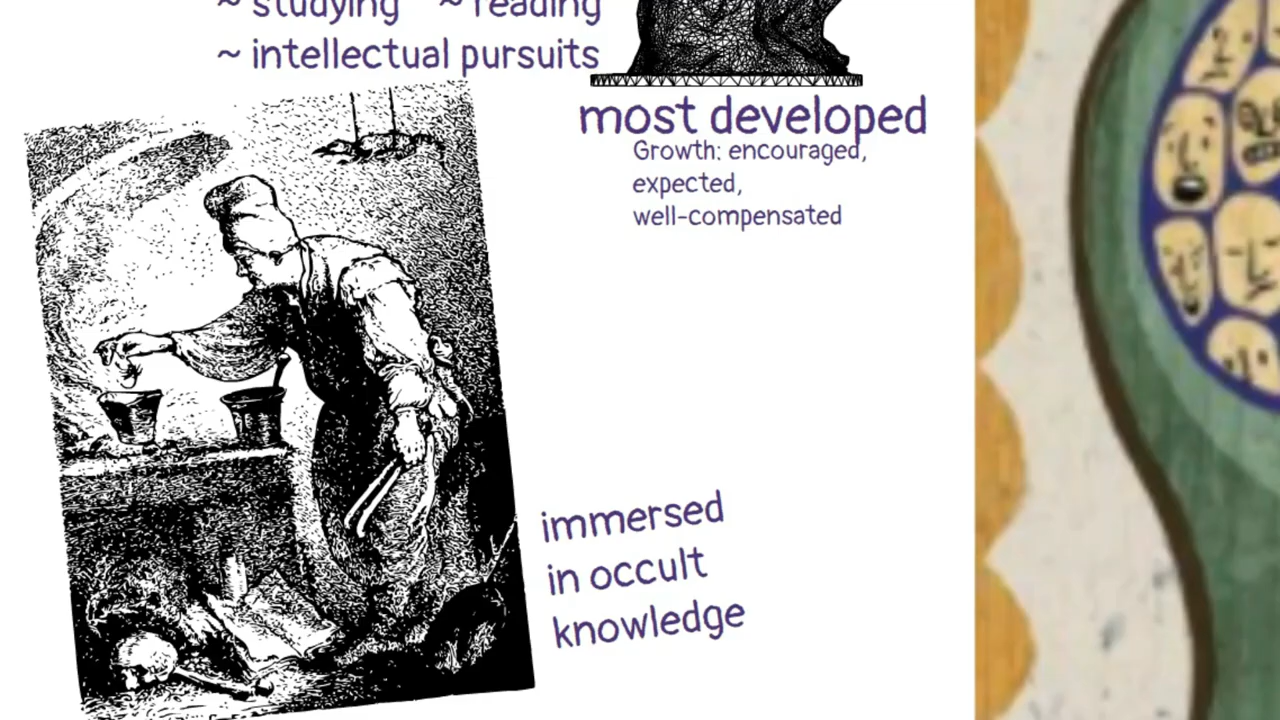 ~ studying ~ reading
~ intellectual pursuits
most developed
Growth: encouraged,
expected,
well-compensated
immersed
in occult
knowledge